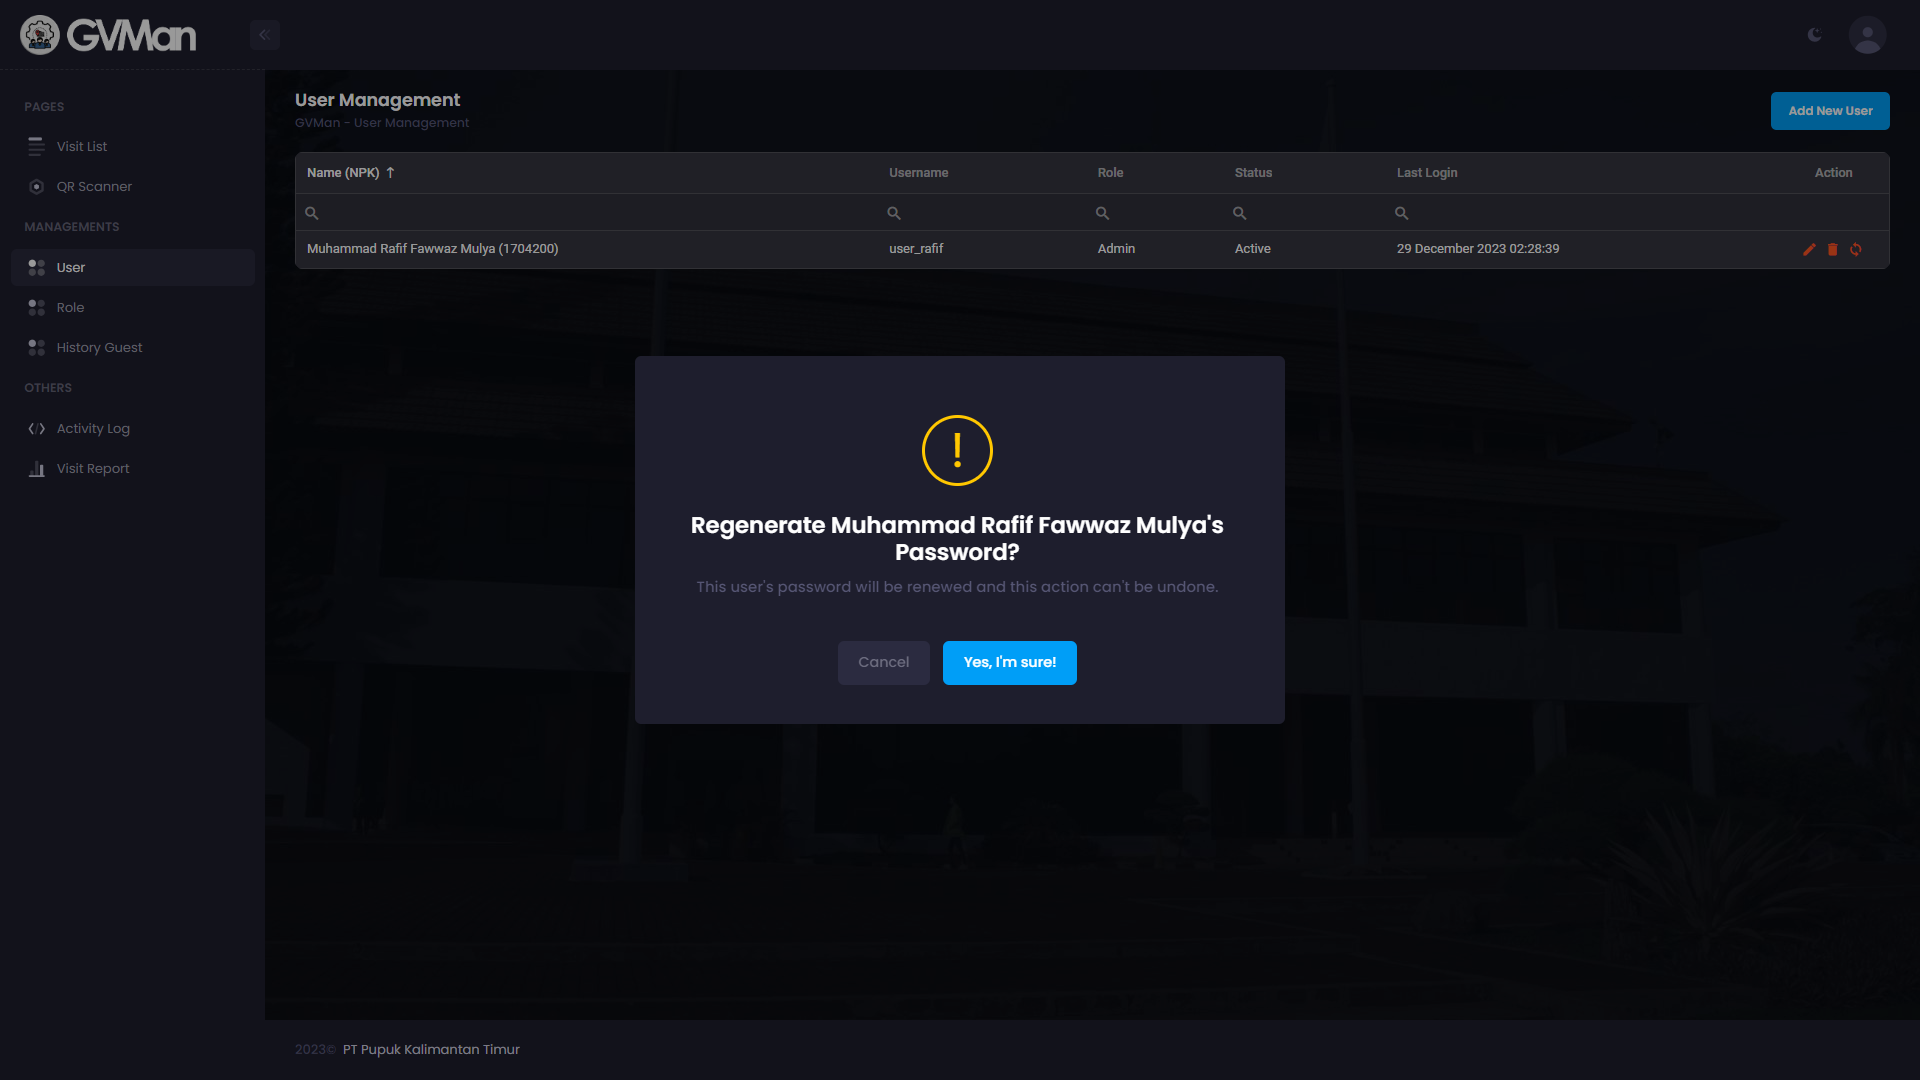 GVMan
PAGES
Visit List
QR Scanner
MANAGEMENTS
User
Role
History Guest
OTHERS
Activity Log
Visit Report
User Management
GVMan - User Management
Add New User
Name (NPK) ↑ Username Role Status Last Login Action
Muhammad Rafif Fawwaz Mulya (1704200) user_rafif Admin Active 29 December 2023 02:28:39
!
Regenerate Muhammad Rafif Fawwaz Mulya's
Password?
This user's password will be renewed and this action can't be undone.
Cancel Yes, I'm sure!
2023© PT Pupuk Kalimantan Timur